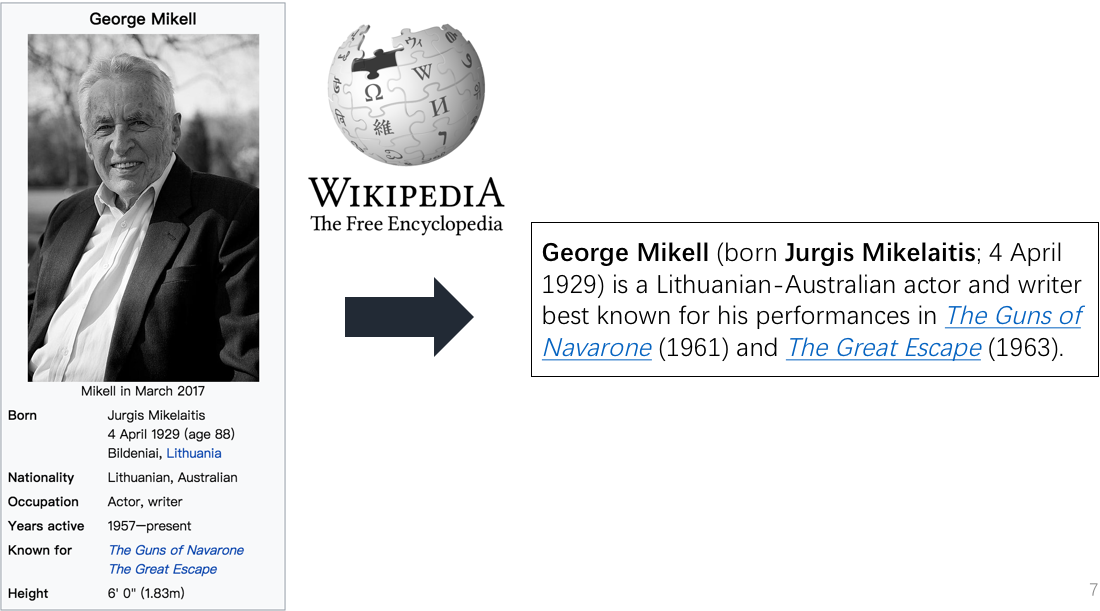 George Mikell
Mikell in March 2017
Born Jurgis Mikelaitis
4 April 1929 (age 88)
Bildeniai, Lithuania
Nationality Lithuanian, Australian
Occupation Actor, writer
Years active 1957–present
Known for The Guns of Navarone
The Great Escape
Height 6' 0" (1.83m)
Ω
W
И
維
WIKIPEDIA
The Free Encyclopedia
George Mikell (born Jurgis Mikelaitis; 4 April
1929) is a Lithuanian-Australian actor and writer
best known for his performances in The Guns of
Navarone (1961) and The Great Escape (1963).
7